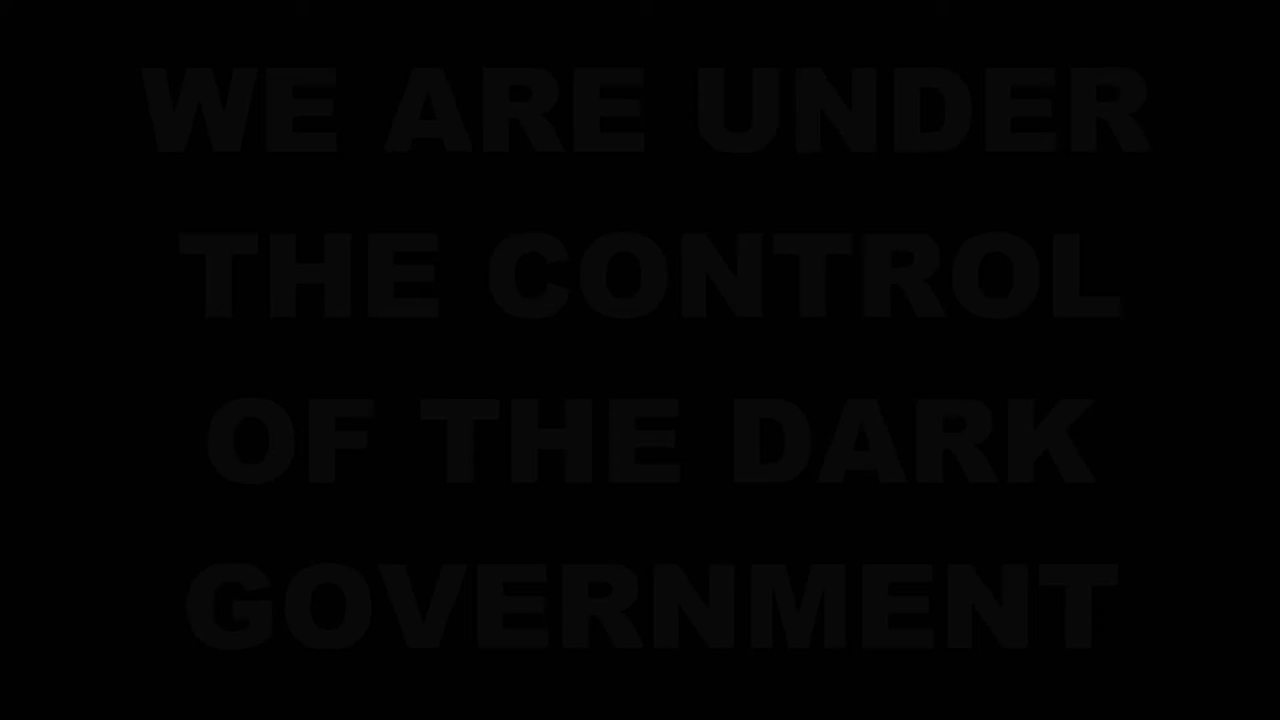 WE ARE UNDER
THE CONTROL
OF THE DARK
GOVERNMENT